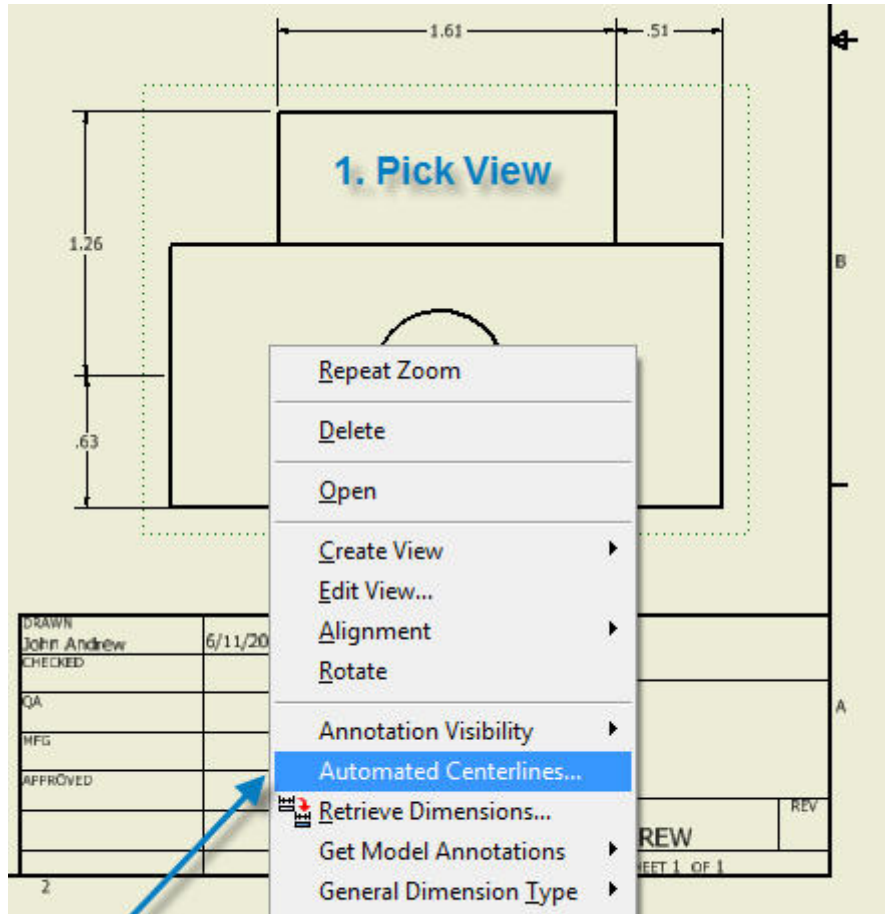 1.61
.51
1. Pick View
1.26
B
.63
Repeat Zoom
Delete
Open
Create View
Edit View...
Alignment
Rotate
Annotation Visibility
Automated Centerlines...
Retrieve Dimensions...
Get Model Annotations
General Dimension Type
DRAWN
John Andrew 6/11/20
CHECKED
QA
MFG
APPROVED
A
REV
REW
SHEET 1 OF 1
2